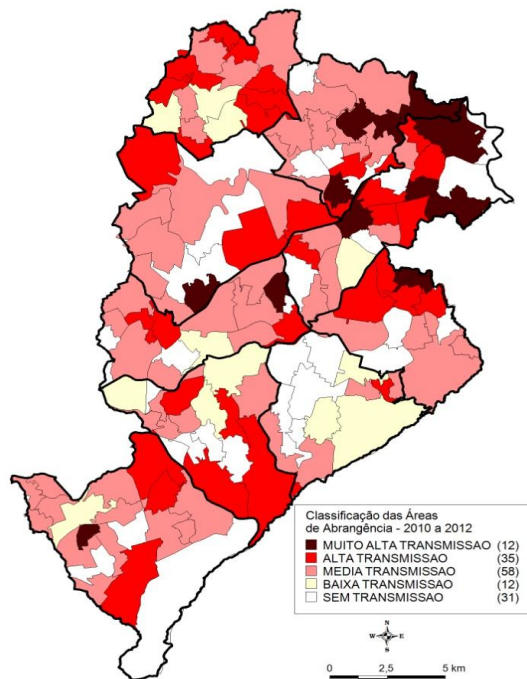 Classificação das Áreas
de Abrangência - 2010 a 2012
MUITO ALTA TRANSMISSAO (12)
ALTA TRANSMISSAO (35)
MEDIA TRANSMISSAO (58)
BAIXA TRANSMISSAO (12)
SEM TRANSMISSAO (31)
N
W E
S
0 2,5 5 km